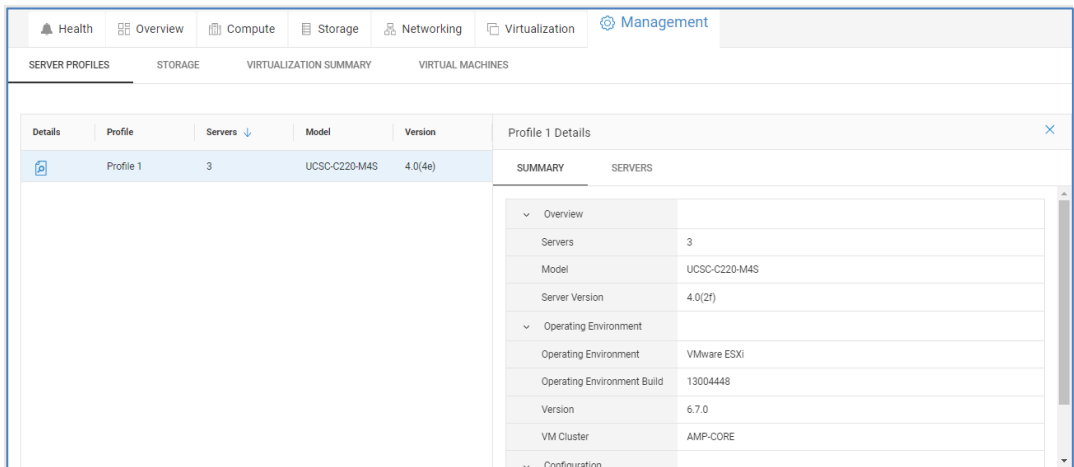 Health Overview Compute Storage Networking Virtualization Management
SERVER PROFILES STORAGE VIRTUALIZATION SUMMARY VIRTUAL MACHINES
Details Profile Servers ↓ Model Version
Profile 1 3 UCSC-C220-M4S 4.0(4e)
Profile 1 Details ×
SUMMARY SERVERS
Overview
Servers 3
Model UCSC-C220-M4S
Server Version 4.0(2f)
Operating Environment
Operating Environment VMware ESXi
Operating Environment Build 13004448
Version 6.7.0
VM Cluster AMP-CORE
Configuration